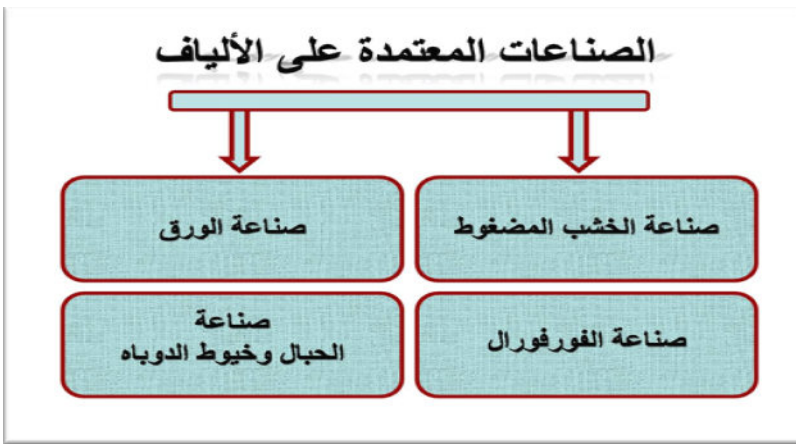 الصناعات المعتمدة على الألياف
صناعة الخشب المضغوط
صناعة الورق
صناعة الفورفورال
صناعة
الحبال وخيوط الدوباه